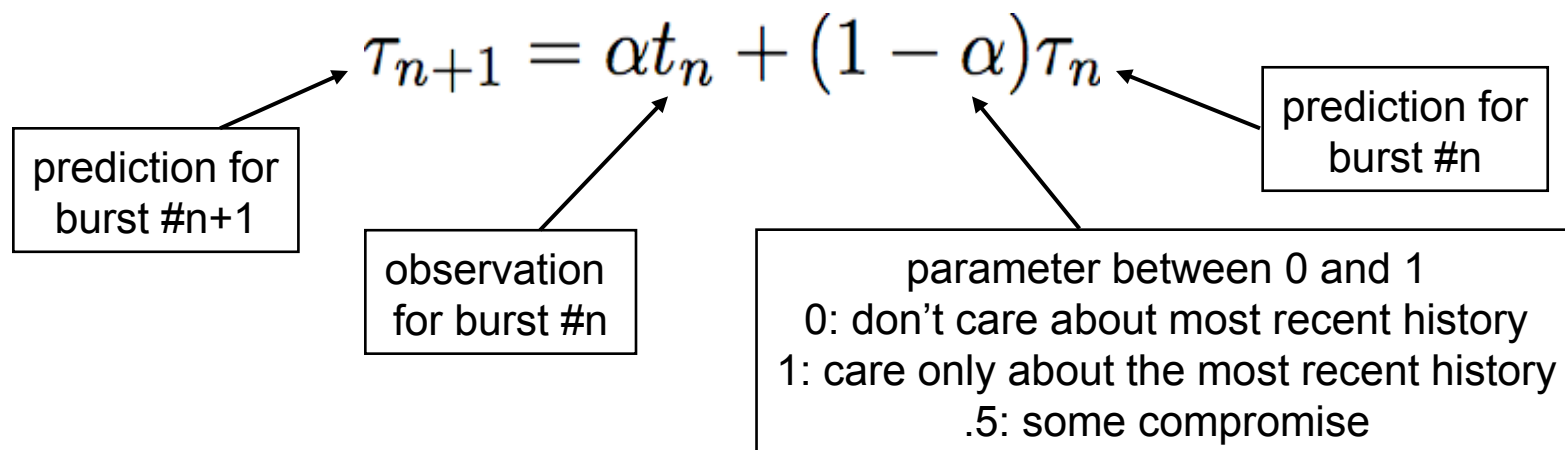 τₙ₊₁ = αtₙ + (1 − α)τₙ
prediction for
burst #n+1
observation
for burst #n
parameter between 0 and 1
0: don’t care about most recent history
1: care only about the most recent history
.5: some compromise
prediction for
burst #n